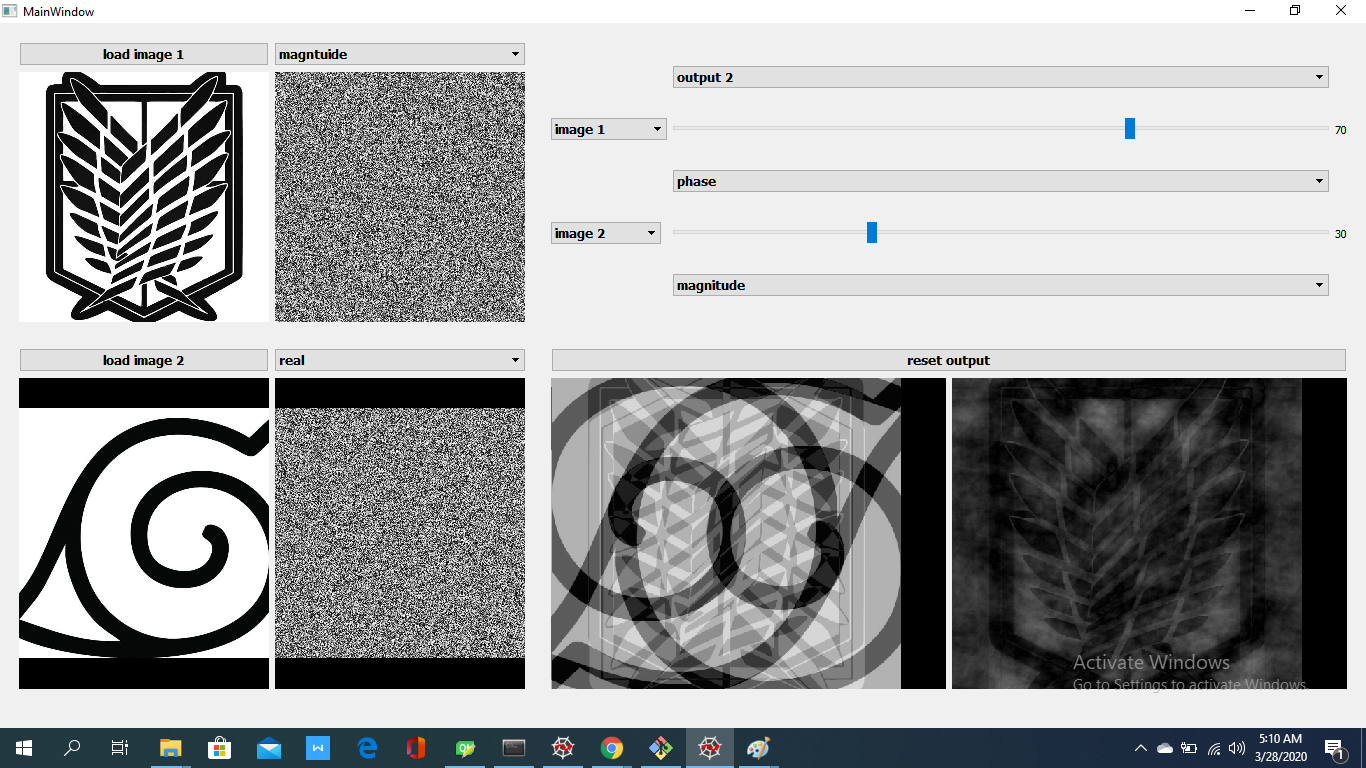 MainWindow
load image 1
magntuide
output 2
image 1
70
phase
image 2
30
magnitude
load image 2
real
reset output
Activate Windows
Go to Settings to activate Windows.
W
5:10 AM
3/28/2020
1